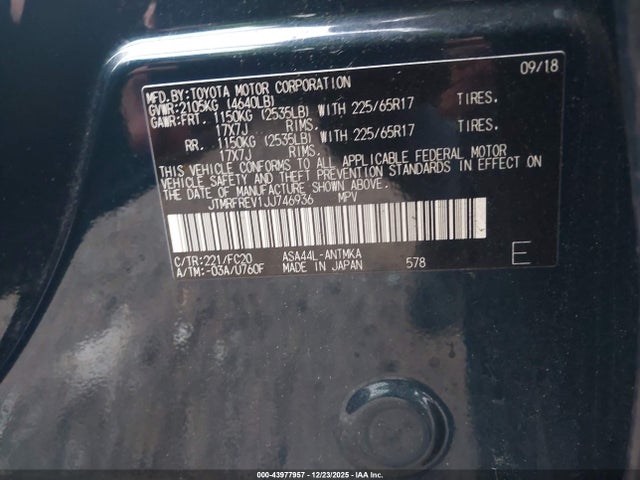 MFD.BY:TOYOTA MOTOR CORPORATION 09/18
GVWR:2105KG (4640LB)
GAWR:FRT. 1150KG (2535LB) WITH 225/65R17 TIRES,
17X7J RIMS,
RR. 1150KG (2535LB) WITH 225/65R17 TIRES,
17X7J RIMS,
THIS VEHICLE CONFORMS TO ALL APPLICABLE FEDERAL MOTOR
VEHICLE SAFETY AND THEFT PREVENTION STANDARDS IN EFFECT ON
THE DATE OF MANUFACTURE SHOWN ABOVE.
JTMRFREV1JJ746936 MPV
C/TR:221/FC20 ASA44L-ANTMKA
A/TM:-03A/U760F MADE IN JAPAN 578 E
000-43977957 - 12/23/2025 - IAA Inc.